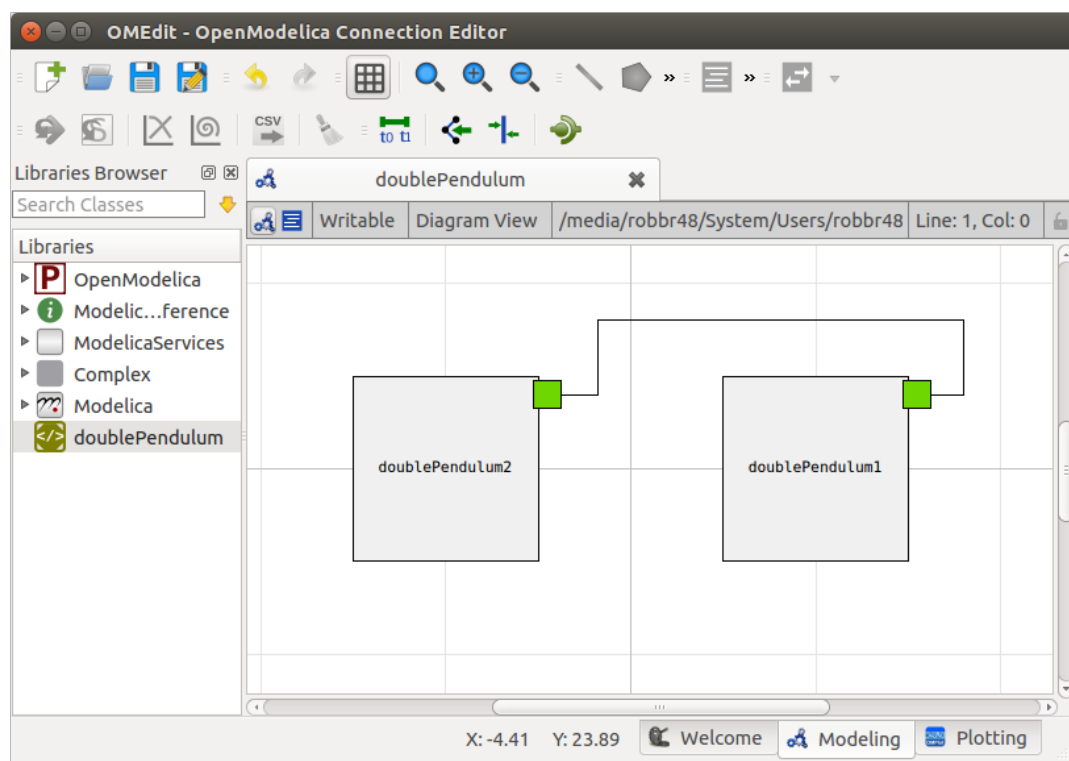 OMEdit - OpenModelica Connection Editor
CSV
t0 t1
Libraries Browser
doublePendulum
Search Classes
Writable Diagram View /media/robbr48/System/Users/robbr48 Line: 1, Col: 0
Libraries
P OpenModelica
i Modelic...ference
ModelicaServices
Complex
Modelica
</> doublePendulum
doublePendulum2
doublePendulum1
X: -4.41 Y: 23.89 Welcome Modeling Plotting